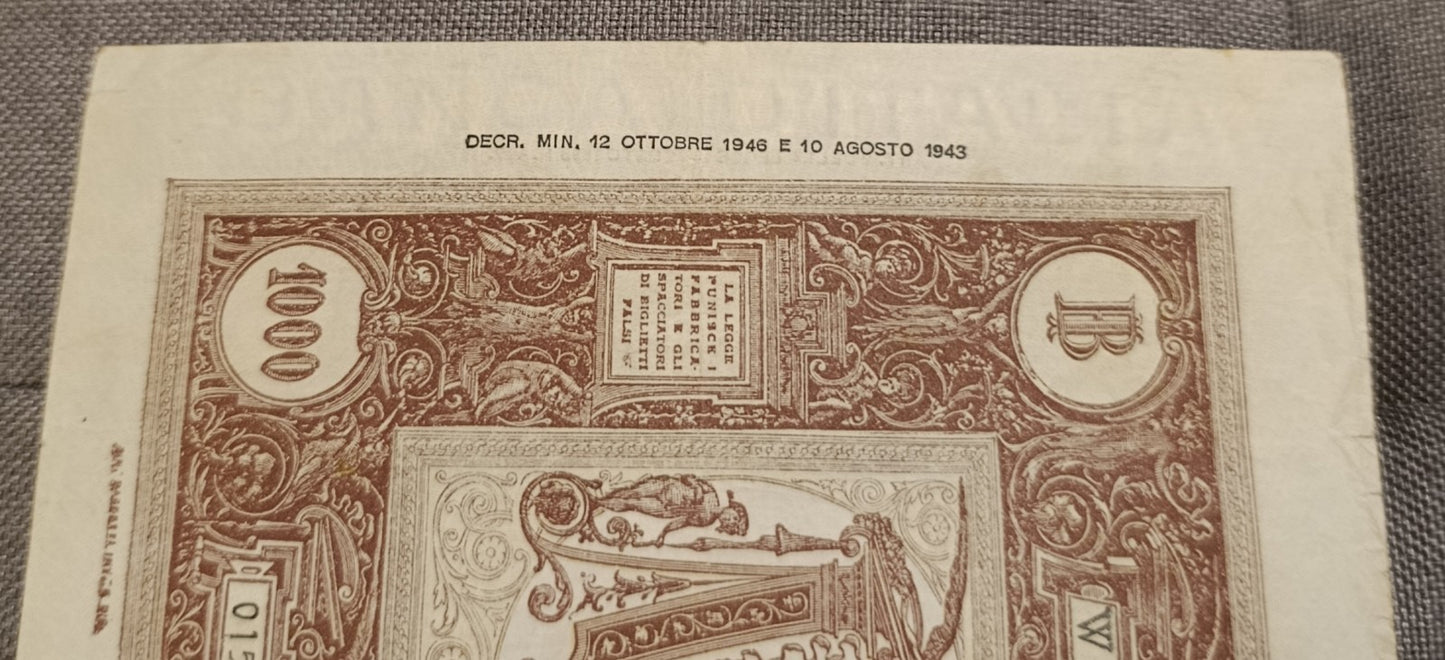 DECR. MIN. 12 OTTOBRE 1946 E 10 AGOSTO 1943
1000
LA LEGGE
PUNISCE I
FABBRICA-
TORI E GLI
SPACCIATORI
DI BIGLIETTI
FALSI
B
015
W